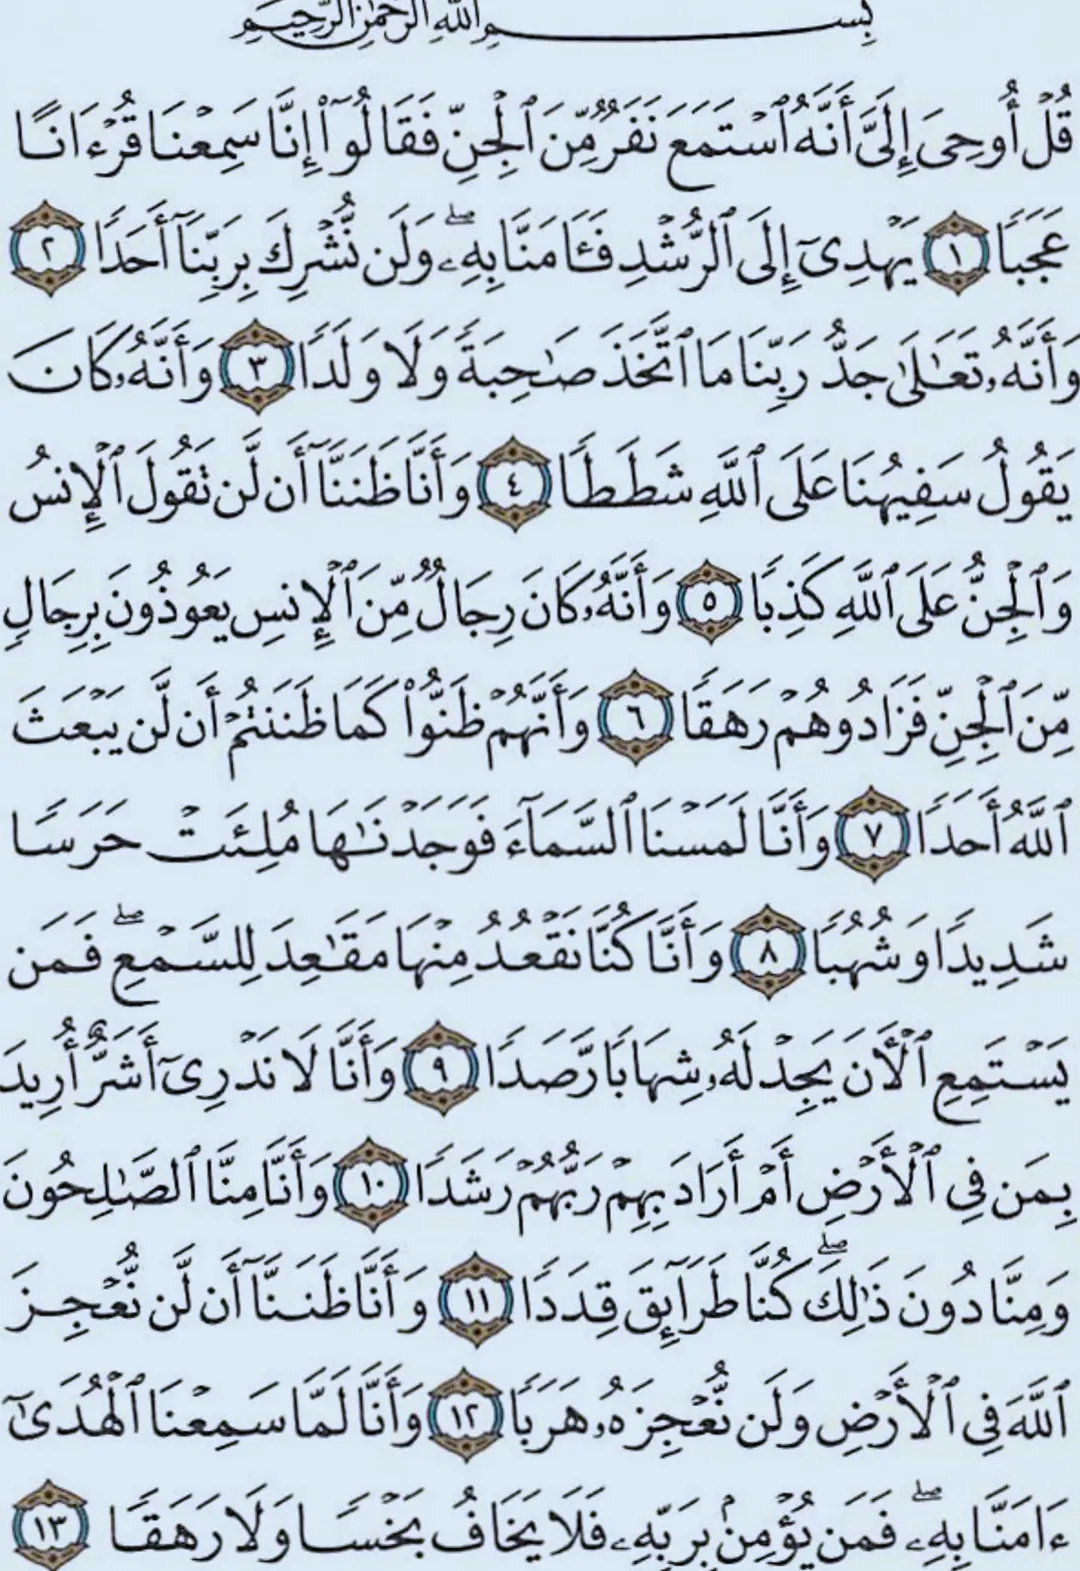 بِسْمِ اللَّهِ الرَّحْمَٰنِ الرَّحِيمِ
قُلۡ أُوحِيَ إِلَيَّ أَنَّهُ ٱسۡتَمَعَ نَفَرٞ مِّنَ ٱلۡجِنِّ فَقَالُوٓاْ إِنَّا سَمِعۡنَا قُرۡءَانًا
عَجَبٗا ١ يَهۡدِيٓ إِلَى ٱلرُّشۡدِ فَـَٔامَنَّا بِهِۦۖ وَلَن نُّشۡرِكَ بِرَبِّنَآ أَحَدٗا ٢
وَأَنَّهُۥ تَعَٰلَىٰ جَدُّ رَبِّنَا مَا ٱتَّخَذَ صَٰحِبَةٗ وَلَا وَلَدٗا ٣ وَأَنَّهُۥ كَانَ
يَقُولُ سَفِيهُنَا عَلَى ٱللَّهِ شَطَطٗا ٤ وَأَنَّا ظَنَنَّآ أَن لَّن تَقُولَ ٱلۡإِنسُ
وَٱلۡجِنُّ عَلَى ٱللَّهِ كَذِبٗا ٥ وَأَنَّهُۥ كَانَ رِجَالٞ مِّنَ ٱلۡإِنسِ يَعُوذُونَ بِرِجَالٖ
مِّنَ ٱلۡجِنِّ فَزَادُوهُمۡ رَهَقٗا ٦ وَأَنَّهُمۡ ظَنُّواْ كَمَا ظَنَنتُمۡ أَن لَّن يَبۡعَثَ
ٱللَّهُ أَحَدٗا ٧ وَأَنَّا لَمَسۡنَا ٱلسَّمَآءَ فَوَجَدۡنَٰهَا مُلِئَتۡ حَرَسٗا
شَدِيدٗا وَشُهُبٗا ٨ وَأَنَّا كُنَّا نَقۡعُدُ مِنۡهَا مَقَٰعِدَ لِلسَّمۡعِۖ فَمَن
يَسۡتَمِعِ ٱلۡأٓنَ يَجِدۡ لَهُۥ شِهَابٗا رَّصَدٗا ٩ وَأَنَّا لَا نَدۡرِيٓ أَشَرٌّ أُرِيدَ
بِمَن فِي ٱلۡأَرۡضِ أَمۡ أَرَادَ بِهِمۡ رَبُّهُمۡ رَشَدٗا ١٠ وَأَنَّا مِنَّا ٱلصَّٰلِحُونَ
وَمِنَّا دُونَ ذَٰلِكَۖ كُنَّا طَرَآئِقَ قِدَدٗا ١١ وَأَنَّا ظَنَنَّآ أَن لَّن نُّعۡجِزَ
ٱللَّهَ فِي ٱلۡأَرۡضِ وَلَن نُّعۡجِزَهُۥ هَرَبٗا ١٢ وَأَنَّا لَمَّا سَمِعۡنَا ٱلۡهُدَىٰٓ
ءَامَنَّا بِهِۦۖ فَمَن يُؤۡمِنۢ بِرَبِّهِۦ فَلَا يَخَافُ بَخۡسٗا وَلَا رَهَقٗا ١٣